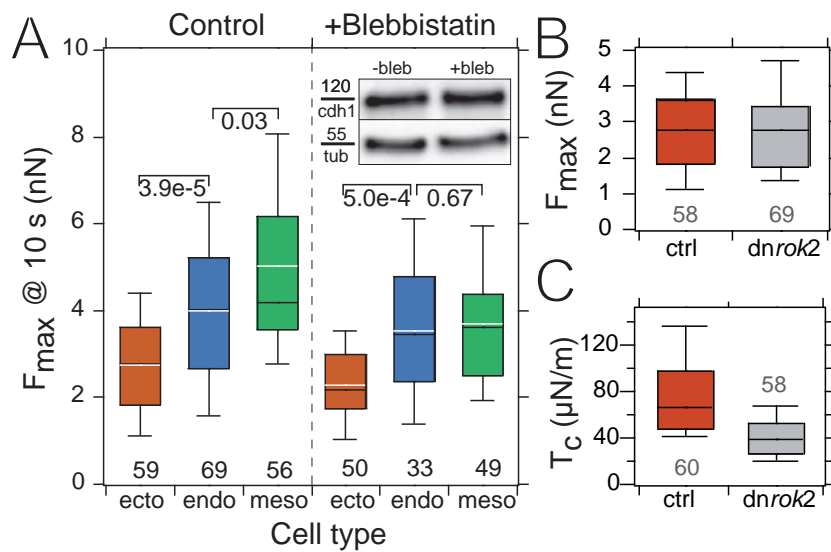 A
Control
+Blebbistatin
F max @ 10 s (nN)
10
8
6
4
2
0
-bleb
+bleb
120
cdh1
55
tub
0.03
3.9e-5
5.0e-4
0.67
59
69
56
50
33
49
ecto
endo
meso
ecto
endo
meso
Cell type
B
F max (nN)
5
4
3
2
1
0
58
69
ctrl
dnrok2
C
T C (µN/m)
120
80
40
0
58
60
ctrl
dnrok2